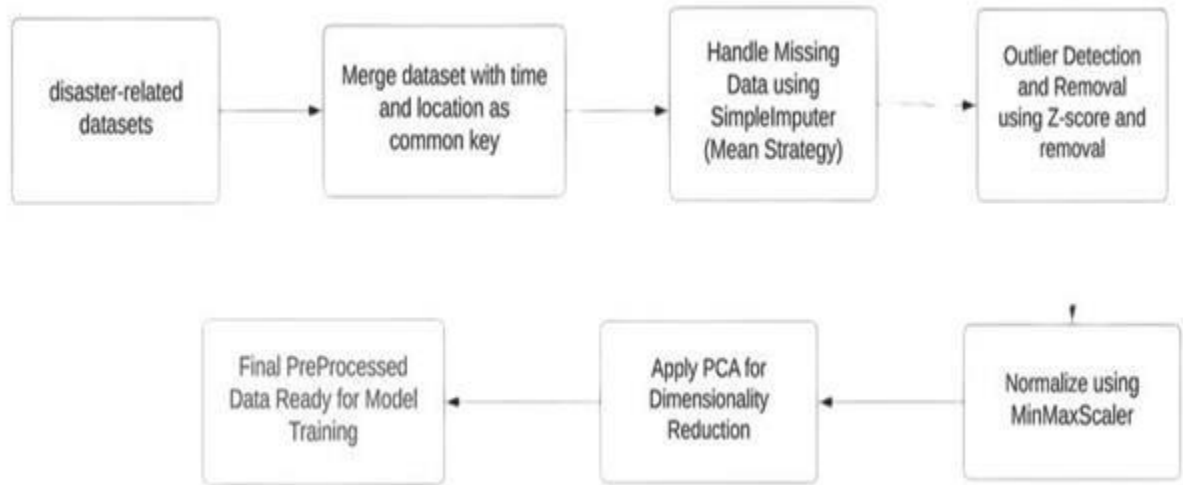 disaster-related
datasets
Merge dataset with time
and location as
common key
Handle Missing
Data using
SimpleImputer
(Mean Strategy)
Outlier Detection
and Removal
using Z-score and
removal
Final PreProcessed
Data Ready for Model
Training
Apply PCA for
Dimensionality
Reduction
Normalize using
MinMaxScaler